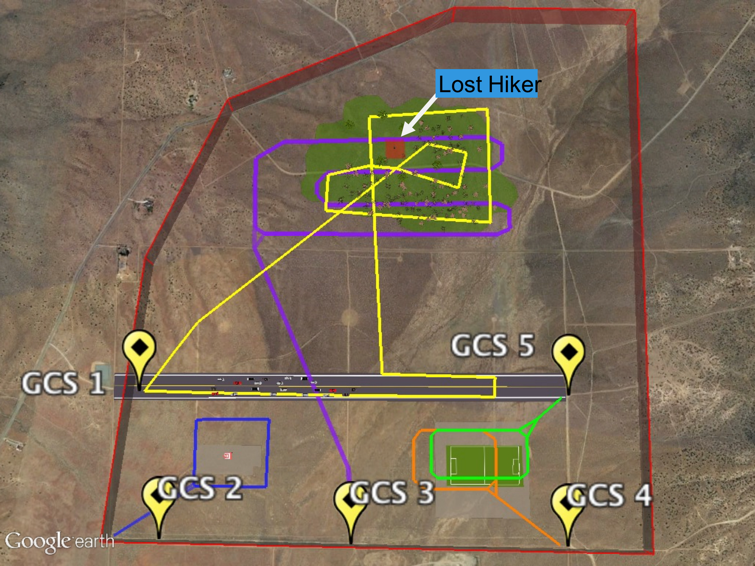 Lost Hiker
GCS 5
GCS 1
GCS 2
GCS 3
GCS 4
Google earth